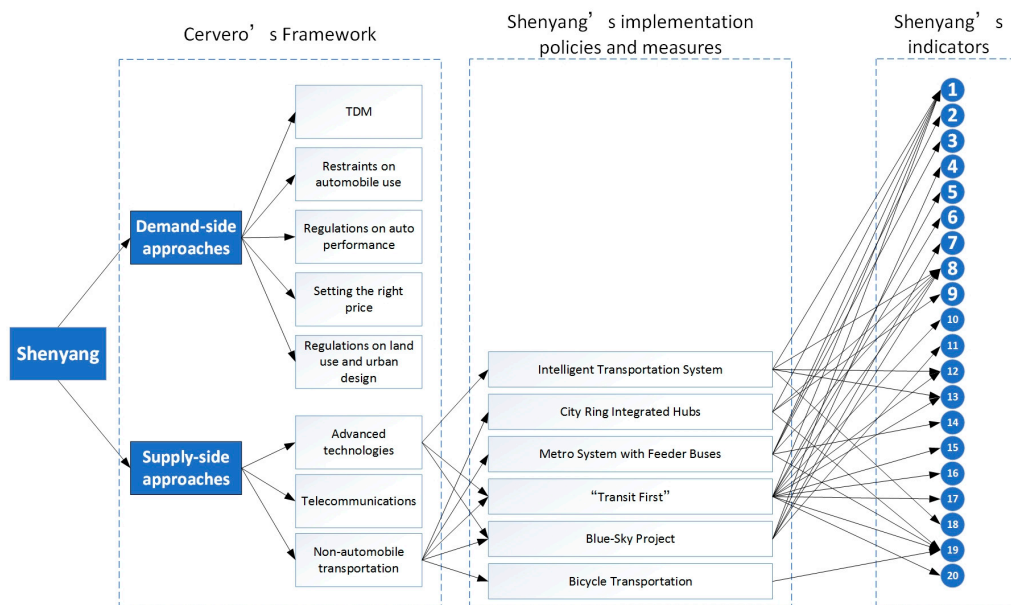 Cervero’s Framework
Shenyang’s implementation
policies and measures
Shenyang’s
indicators
Shenyang
Demand-side
approaches
Supply-side
approaches
TDM
Restraints on
automobile use
Regulations on auto
performance
Setting the right
price
Regulations on land
use and urban
design
Advanced
technologies
Telecommunications
Non-automobile
transportation
Intelligent Transportation System
City Ring Integrated Hubs
Metro System with Feeder Buses
“Transit First”
Blue-Sky Project
Bicycle Transportation
1
2
3
4
5
6
7
8
9
10
11
12
13
14
15
16
17
18
19
20